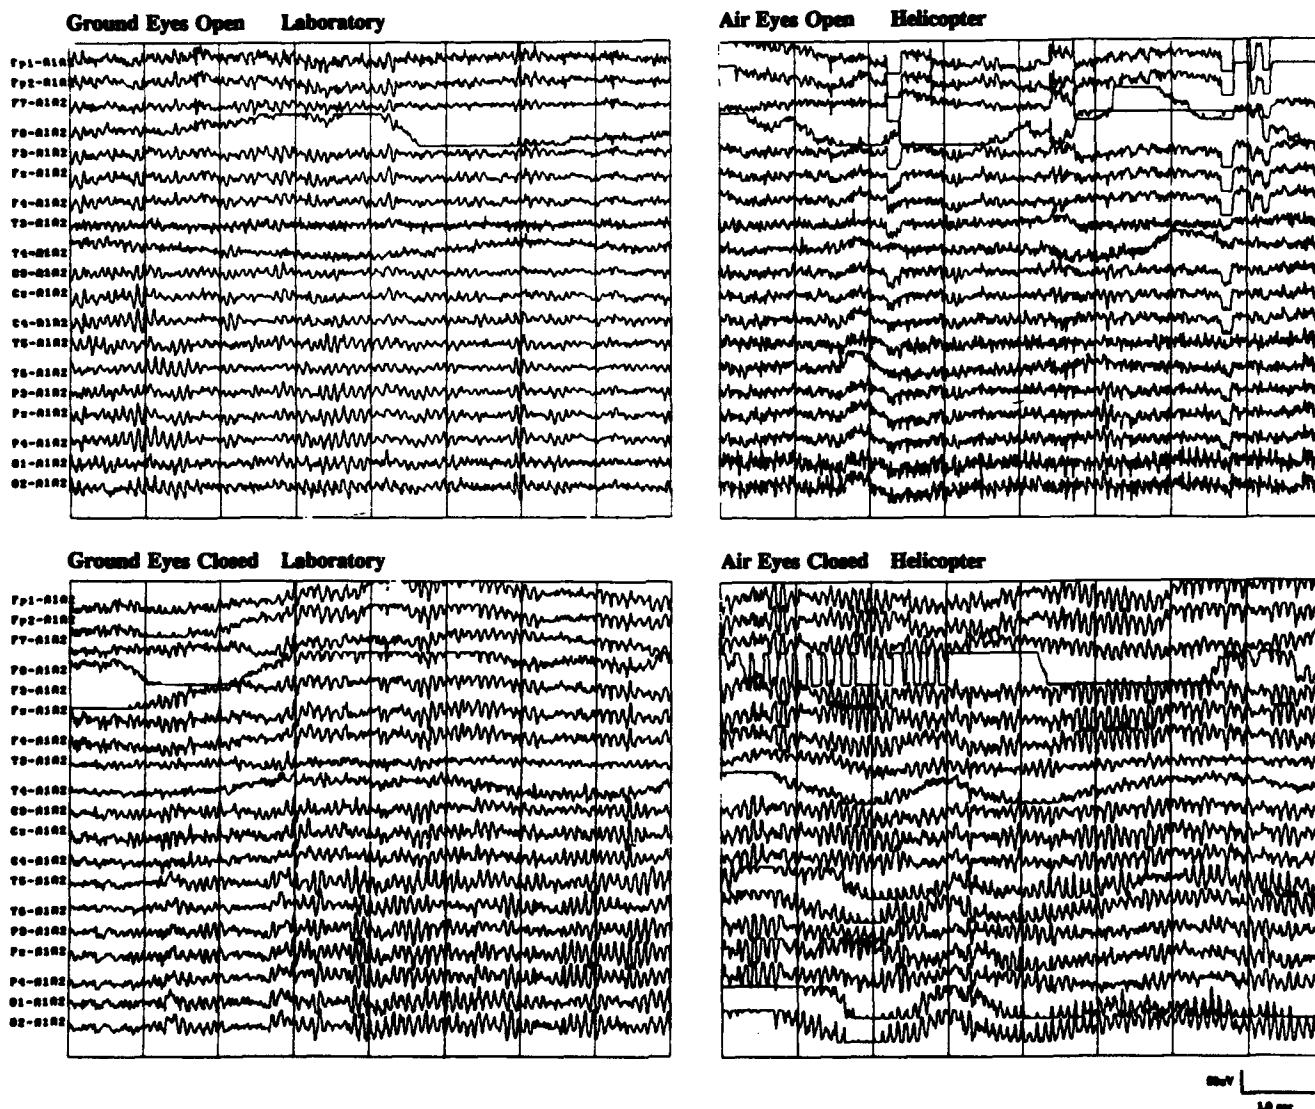 Ground Eyes Open Laboratory
Air Eyes Open Helicopter
Fp1-A1A2
Fp2-A1A2
F7-A1A2
F8-A1A2
F3-A1A2
Fz-A1A2
F4-A1A2
T3-A1A2
T4-A1A2
C3-A1A2
Cz-A1A2
C4-A1A2
T5-A1A2
T6-A1A2
P3-A1A2
Pz-A1A2
P4-A1A2
O1-A1A2
O2-A1A2
Ground Eyes Closed Laboratory
Air Eyes Closed Helicopter
Fp1-A1A2
Fp2-A1A2
F7-A1A2
F8-A1A2
F3-A1A2
Fz-A1A2
F4-A1A2
T3-A1A2
T4-A1A2
C3-A1A2
Cz-A1A2
C4-A1A2
T5-A1A2
T6-A1A2
P3-A1A2
Pz-A1A2
P4-A1A2
O1-A1A2
O2-A1A2
50uV
1.0 sec